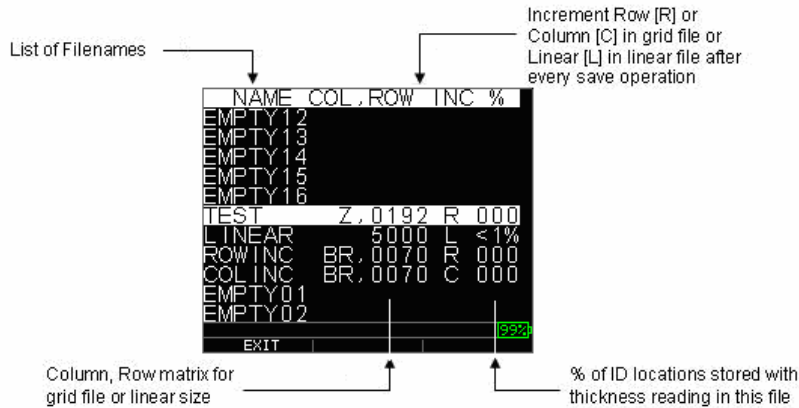 Increment Row [R] or
Column [C] in grid file or
Linear [L] in linear file after
every save operation
List of Filenames
NAME COL,ROW INC %
EMPTY12
EMPTY13
EMPTY14
EMPTY15
EMPTY16
TEST Z,0192 R 000
LINEAR 5000 L <1%
ROWINC BR,0070 R 000
COLINC BR,0070 C 000
EMPTY01
EMPTY02
99%
EXIT
Column, Row matrix for
grid file or linear size
% of ID locations stored with
thickness reading in this file